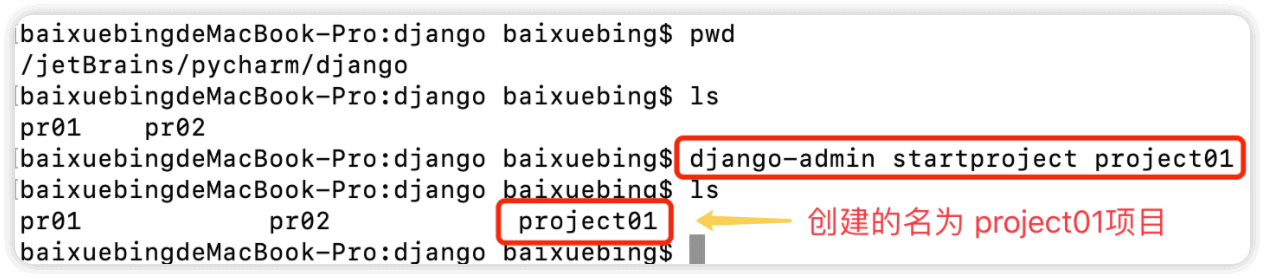 baixuebingdeMacBook-Pro:django baixuebing$ pwd
/jetBrains/pycharm/django
baixuebingdeMacBook-Pro:django baixuebing$ ls
pr01 pr02
baixuebingdeMacBook-Pro:django baixuebing$ django-admin startproject project01
baixuebingdeMacBook-Pro:django baixuebing$ ls
pr01 pr02 project01 创建的名为 project01项目
baixuebingdeMacBook-Pro:django baixuebing$